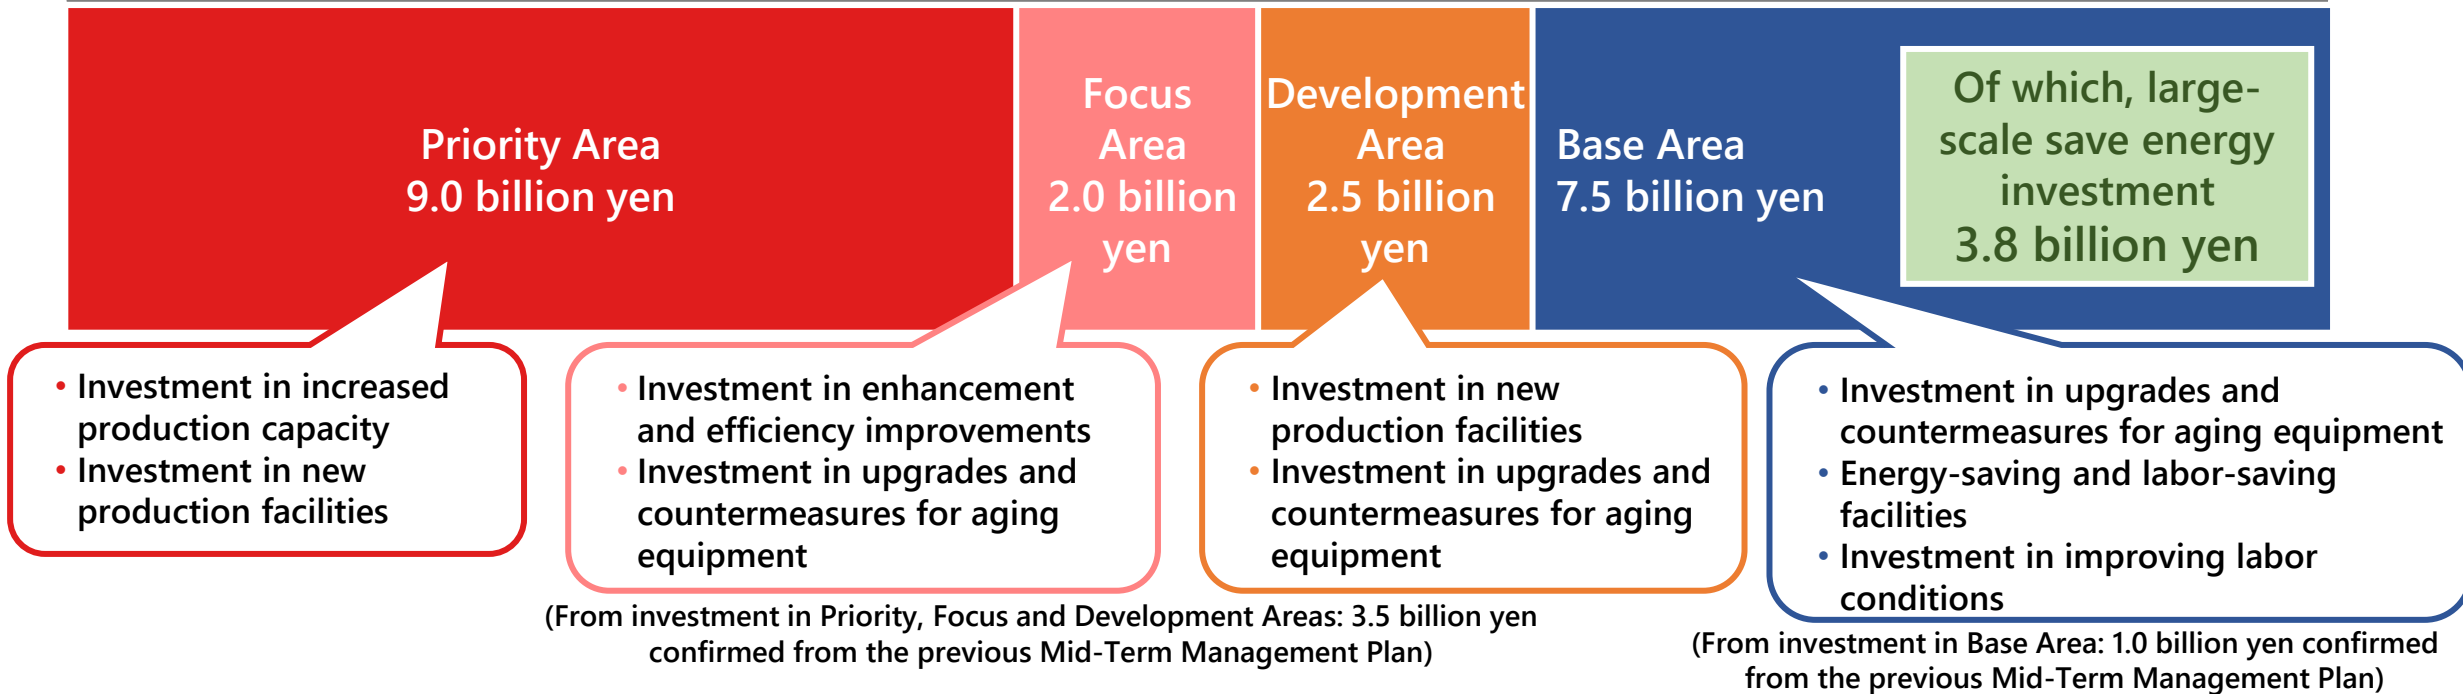 Priority Area
9.0 billion yen
Focus
Area
2.0 billion
yen
Development
Area
2.5 billion
yen
Base Area
7.5 billion yen
Of which, large-
scale save energy
investment
3.8 billion yen
• Investment in increased
production capacity
• Investment in new
production facilities
• Investment in enhancement
and efficiency improvements
• Investment in upgrades and
countermeasures for aging
equipment
• Investment in new
production facilities
• Investment in upgrades and
countermeasures for aging
equipment
• Investment in upgrades and
countermeasures for aging equipment
• Energy-saving and labor-saving
facilities
• Investment in improving labor
conditions
(From investment in Priority, Focus and Development Areas: 3.5 billion yen
confirmed from the previous Mid-Term Management Plan)
(From investment in Base Area: 1.0 billion yen confirmed
from the previous Mid-Term Management Plan)